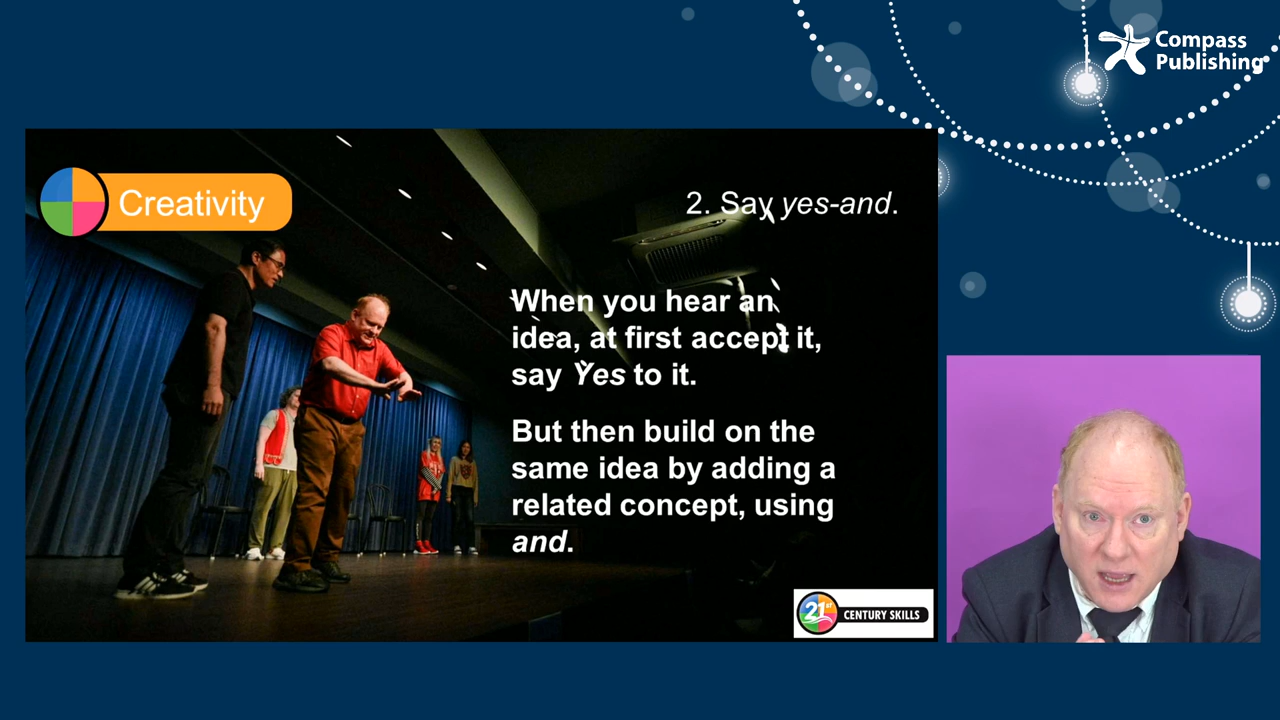 Compass
Publishing
Creativity
2. Say yes-and.
When you hear an
idea, at first accept it,
say Yes to it.
But then build on the
same idea by adding a
related concept, using
and.
21st CENTURY SKILLS